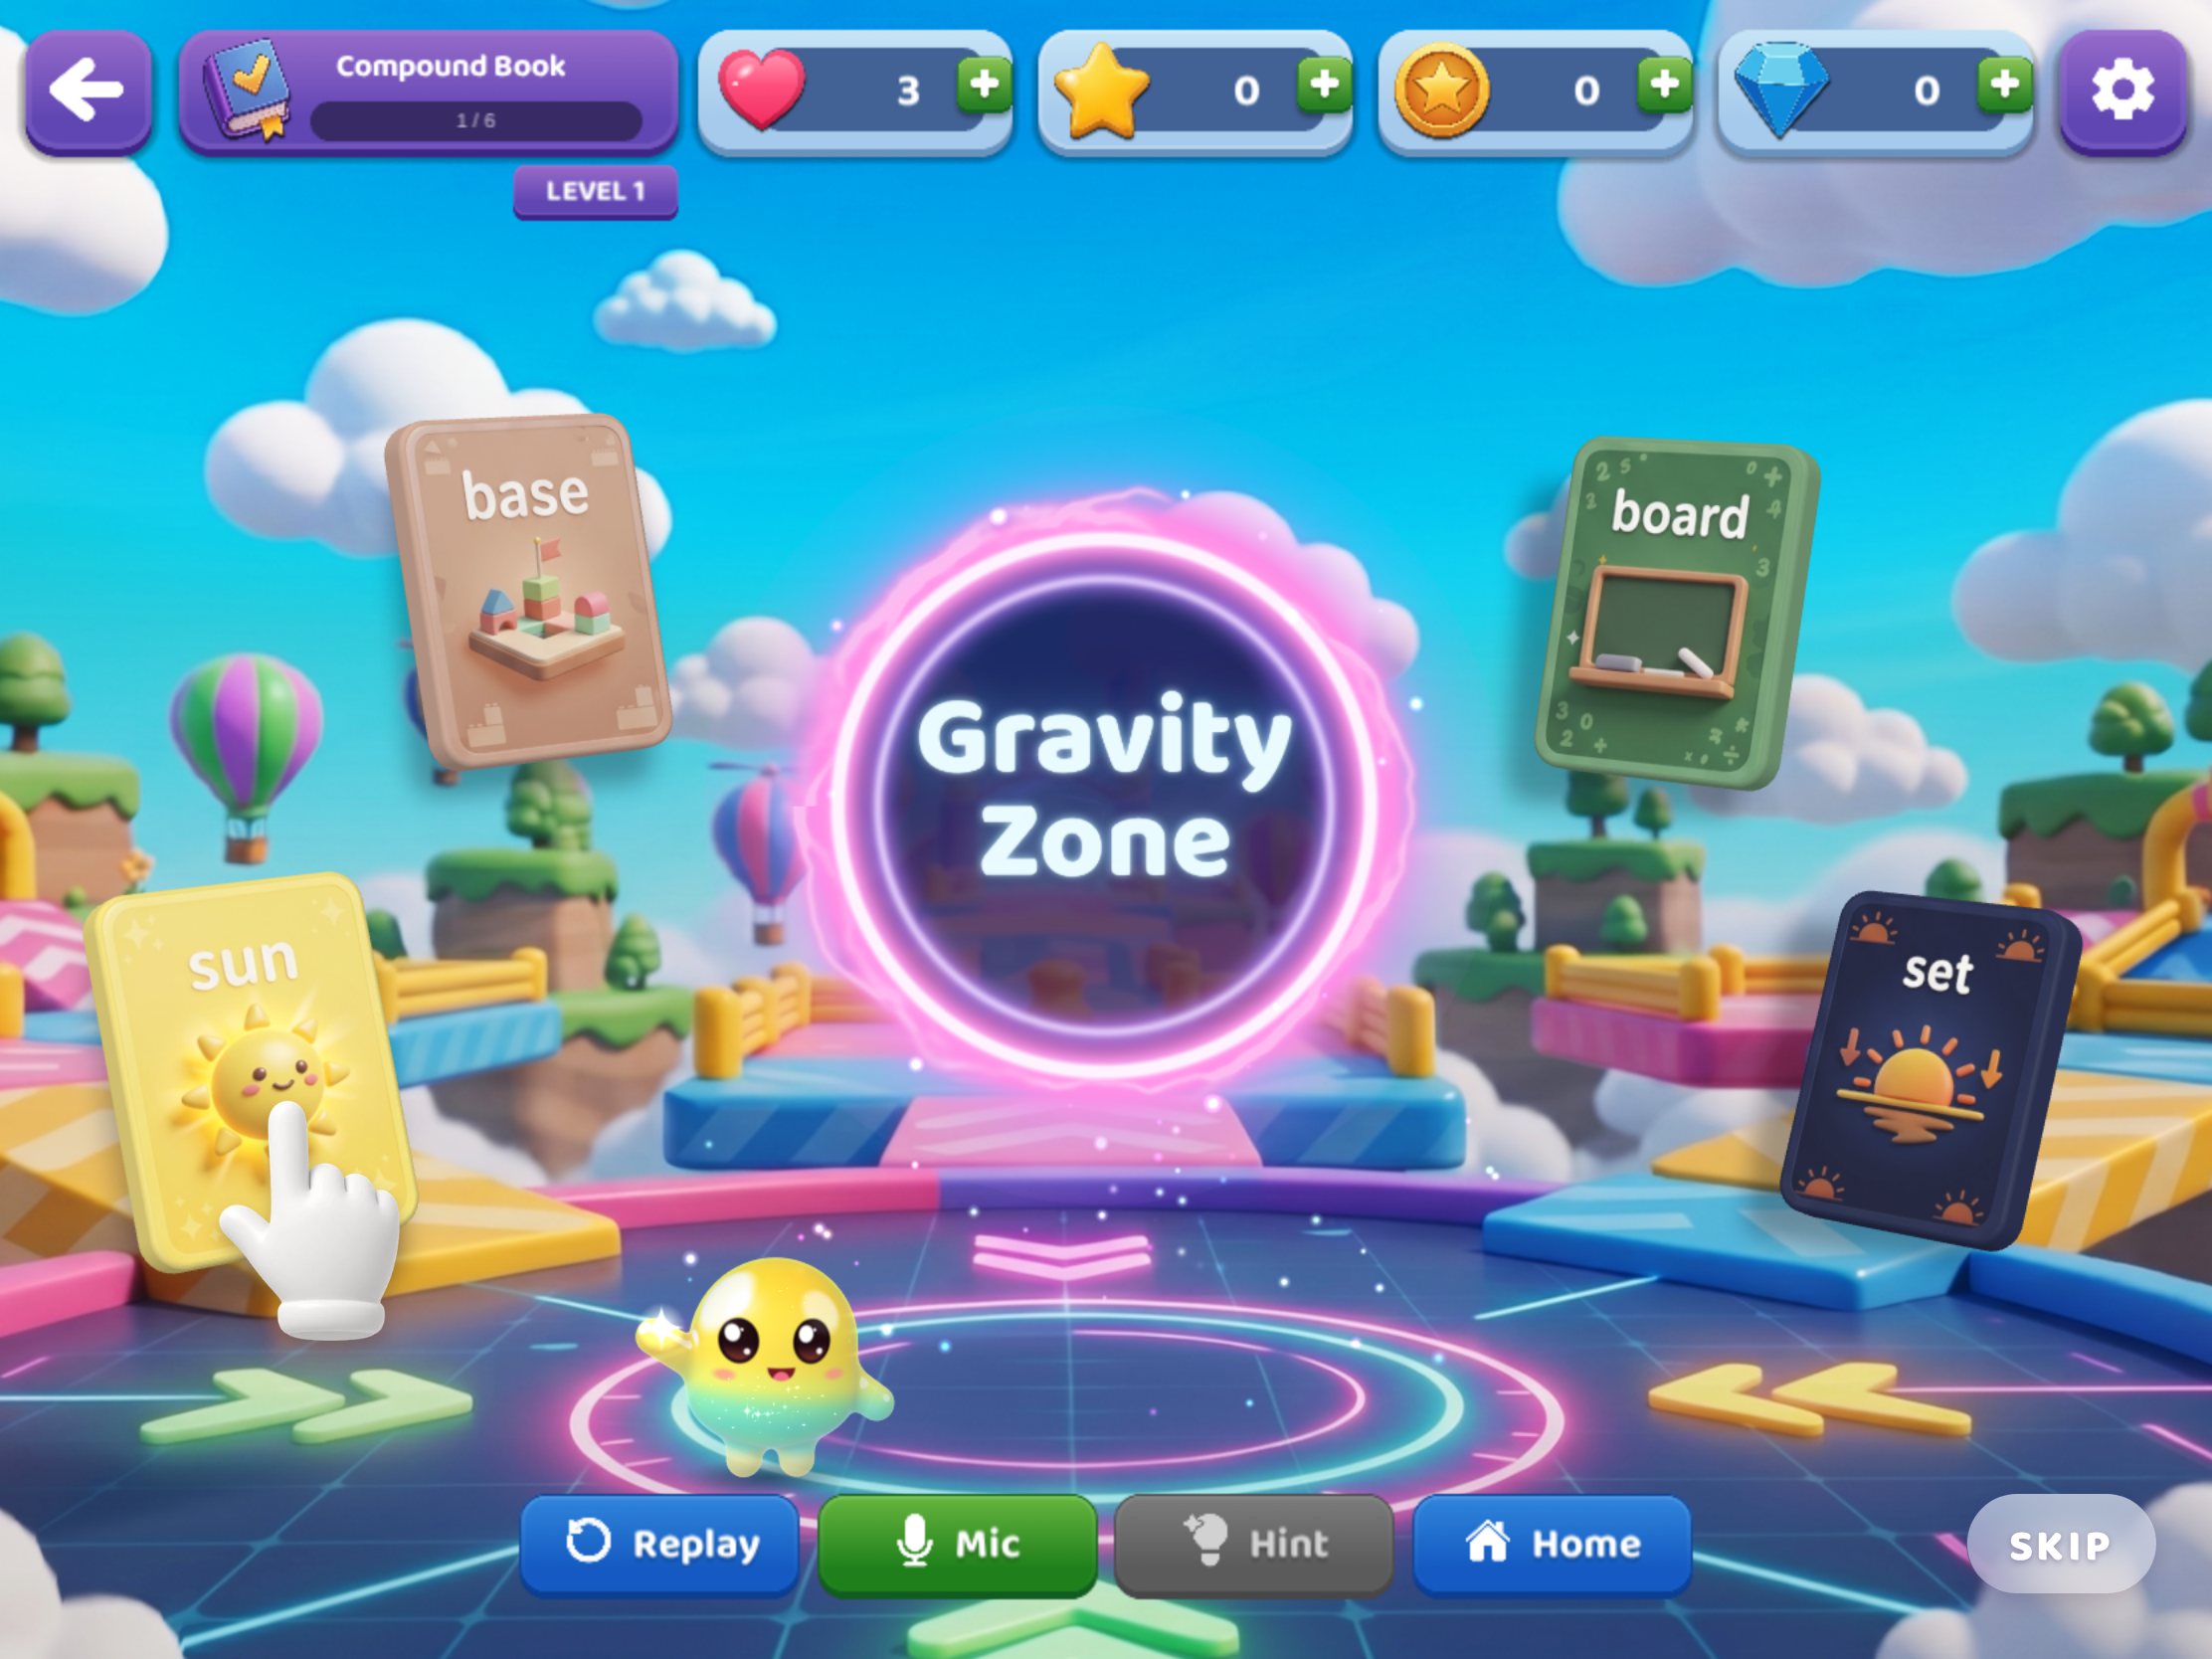 Compound Book
1 / 6
3
0
0
0
LEVEL 1
base
board
Gravity
Zone
sun
set
Replay
Mic
Hint
Home
SKIP